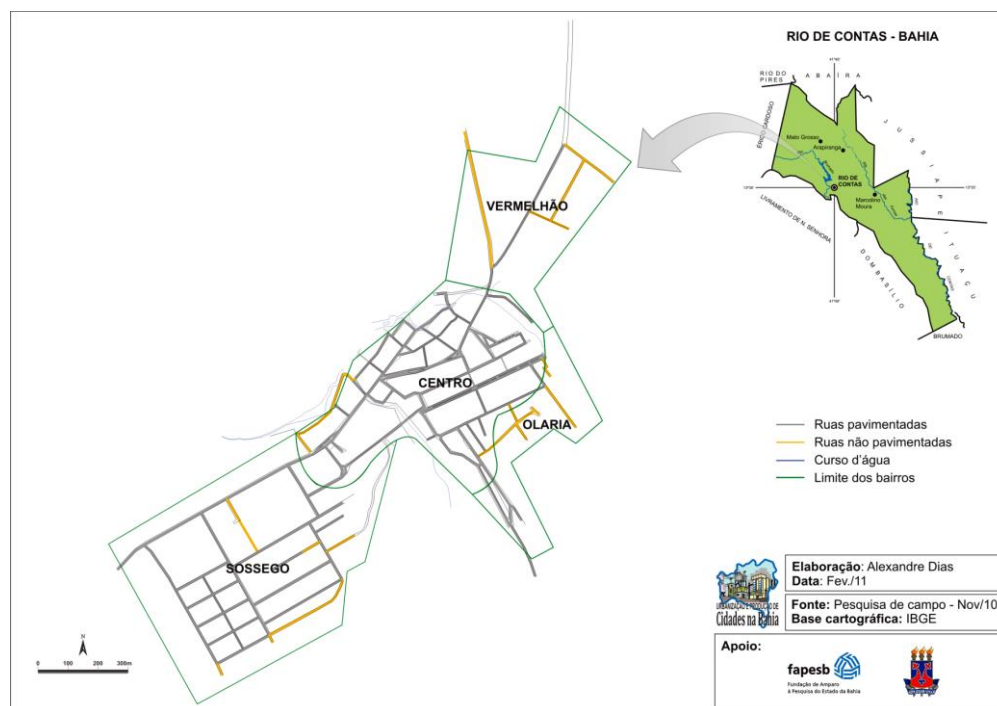 RIO DE CONTAS - BAHIA
RIO DO
PIRES
A B A Í R A
ÉRICO CARDOSO
J U S S I A P E
I T U A Ç U
Mato Grosso
Arapiranga
RIO DE
CONTAS
Marcolino
Moura
LIVRAMENTO DE N. SENHORA
DOM BASÍLIO
BRUMADO
VERMELHÃO
CENTRO
OLARIA
SOSSEGO
Ruas pavimentadas
Ruas não pavimentadas
Curso d'água
Limite dos bairros
N
0 100 200 300m
URBANIZAÇÃO E PRODUÇÃO DE
Cidades na Bahia
Elaboração: Alexandre Dias
Data: Fev./11
Fonte: Pesquisa de campo - Nov/10
Base cartográfica: IBGE
Apoio:
fapesb
Fundação de Amparo
à Pesquisa do Estado da Bahia